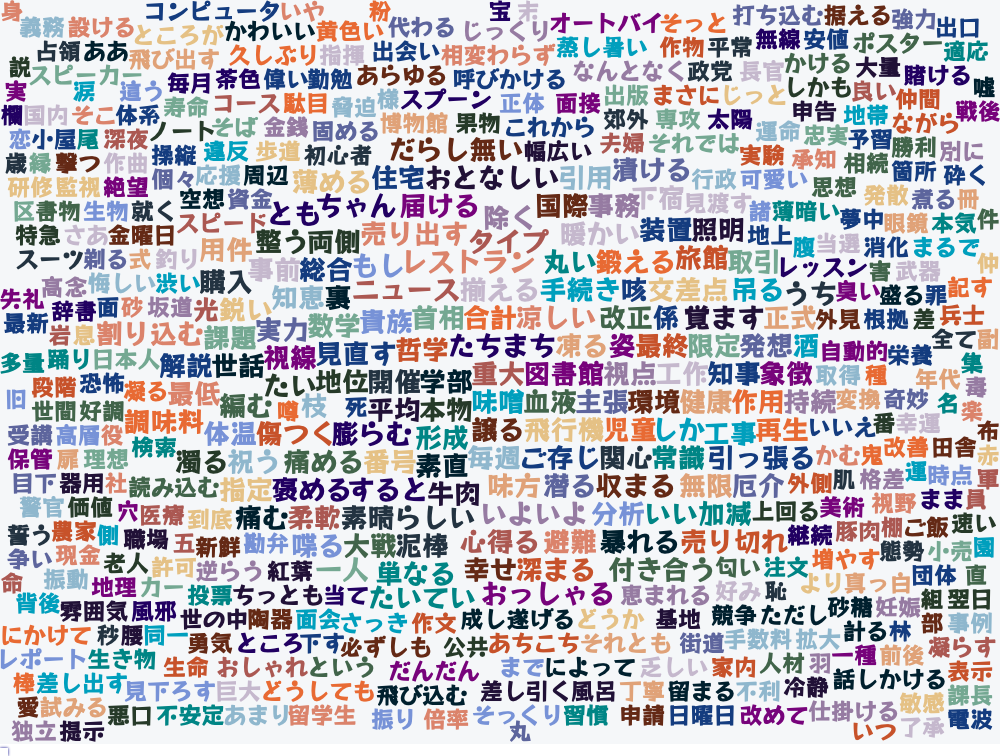 身 コンピュータ いや 粉 宝 末
義務 設ける ところが かわいい 黄色い 代わる じっくり オートバイ そっと 打ち込む 据える 強力 出口
占領 ああ 飛び出す 久しぶり 指揮 出会い 相変わらず 蒸し暑い 作物 平常 無線 安値 ポスター 適応
説 スピーカー 涙 違う 毎月 茶色 偉い 勤勉 あらゆる 呼びかける なんとなく 政党 長官 かける 大量 賭ける 嘘
実 寿命 コース 駄目 脅迫 様 スプーン 正体 面接 出版 まさに じっと しかも 良い 仲間 戦後
欄 国内 そこ 体系 ノート そば 金銭 固める 博物館 果物 これから 郊外 専攻 太陽 申告 地帯 ながら
恋 小屋 尾 深夜 操縦 違反 歩道 初心者 だらし無い 幅広い 夫婦 それでは 運命 忠実 予習 勝利 別に
歳 縁 撃つ 作曲 個々 応援 周辺 薄める 住宅 おとなしい 引用 漬ける 行政 実験 承知 相続 箇所 砕く
研修 監視 絶望 空想 資金 ちゃん 届ける 国際 事務 下宿 見渡す 可愛い 思想 発散 煮る 冊
区 書物 生物 就く スピード とも 除く 装置 照明 諸 薄暗い 夢中 眼鏡 本気 件
特急 さあ 金曜日 用件 整う 両側 売り出す タイプ 暖かい 地上 腹 当選 消化 まるで
スーツ 剃る 式 釣り 事前 総合 もし レストラン 丸い 鍛える 旅館 取引 レッスン 害 武器 仲
失礼 高念 悔しい 渋い 購入 知恵 裏 ニュース 揃える 手続き 咳 交差点 吊る うち 臭い 盛る 罪 記す
最新 辞書 面 砂 坂道 光 鋭い 実力 数学 貴族 首相 合計 涼しい 改正 係 覚ます 正式 外見 根拠 差 兵士
岩 息 割り込む 課題 視線 見直す 哲学 たちまち 凍る 姿 最終 限定 発想 酒 自動的 栄養 全て 副
多量 踊り 日本人 解説 世話 たい 地位 開催 学部 重大 図書館 視点 工作 知事 象徴 取得 種 年代 集
旧 段階 恐怖 凝る 最低 編む 噂 枝 死 平均 本物 味噌 血液 主張 環境 健康 作用 持続 変換 奇妙 名 毒
世間 好調 調味料 体温 傷つく 膨らむ 形成 譲る 飛行機 児童 しか 工事 再生 いいえ 番 幸運 楽
受講 高層 役 検索 濁る 祝う 痛める 番号 素直 毎週 ご存じ 関心 常識 引っ張る かむ 鬼 改善 田舎 布
保管 扉 理想 読み込む 指定 褒める すると 牛肉 味方 潜る 収まる 無限 厄介 外側 肌 格差 運 時点 赤
目下 器用 社 到底 痛む 柔軟 素晴らしい いよいよ 分析 いい加減 上回る 美術 視野 まま 軍
警官 価値 穴 医療 勘弁 喋る 大戦 泥棒 心得る 避難 暴れる 売り切れ 継続 豚肉 棚 ご飯 速い 員
誓う 農家 側 職場 五 新鮮 単なる 幸せ 深まる 付き合う 匂い 注文 増やす 態勢 小売 園
争い 現金 老人 許可 逆らう 紅葉 一人 たいてい おっしゃる 恵まれる 好み 恥 より 真っ白 団体 直
命 振動 地理 カー 投票 ちっとも 当て 作文 成し遂げる どうか 基地 競争 ただし 砂糖 妊娠 組 翌日
背後 雰囲気 風邪 世の中 陶器 面会 さっき あちこち それとも 街道 手数料 拡大 計る 林 部 事例
にかけて 秒 腰 同一 勇気 ところ 下す 必ずしも 公共 まで によって 乏しい 家内 人材 羽 一種 前後 凝らす
レポート 生き物 生命 おしゃれ という だんだん 差し引く 風呂 丁寧 留まる 不利 冷静 話しかける 表示
棒 差し出す 見下ろす 巨大 どうしても 飛び込む 敏感 課長
愛 試みる 悪口 不安定 あまり 留学生 振り 倍率 そっくり 習慣 申請 日曜日 改めて 仕掛ける 電波
独立 提示 丸 いつ 了承